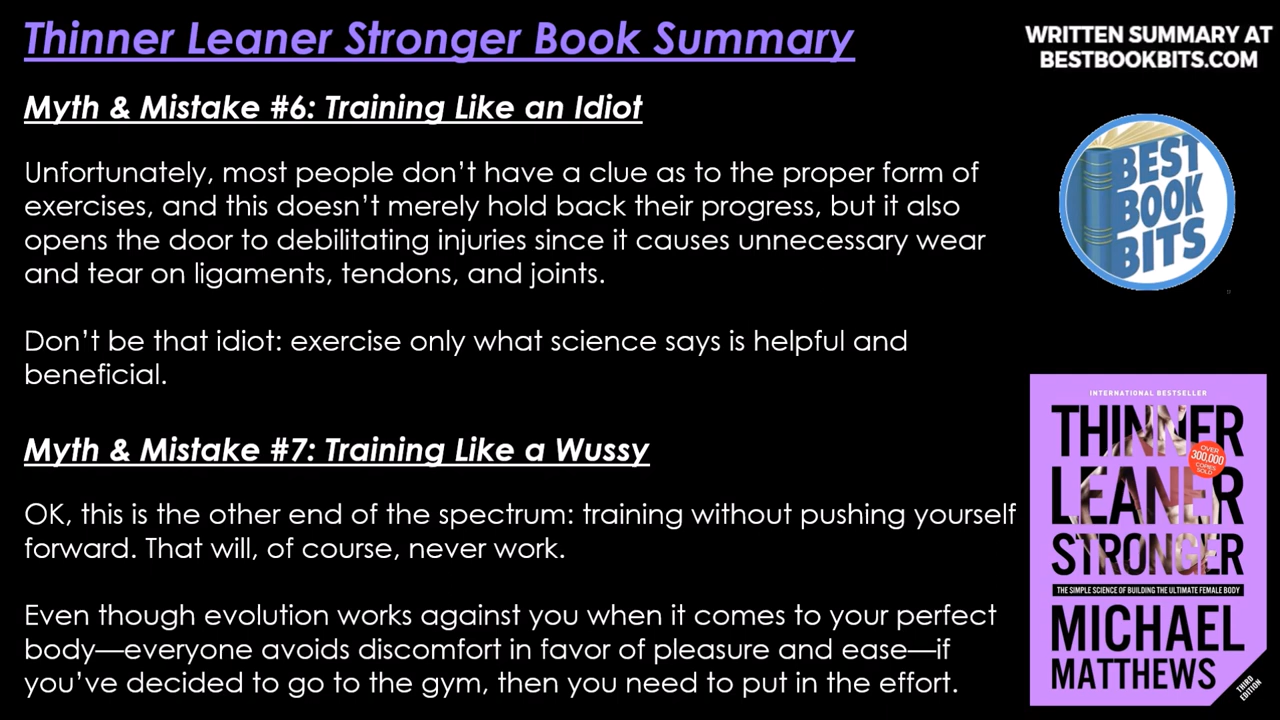 Thinner Leaner Stronger Book Summary
WRITTEN SUMMARY AT
BESTBOOKBITS.COM
Myth & Mistake #6: Training Like an Idiot
Unfortunately, most people don’t have a clue as to the proper form of
exercises, and this doesn’t merely hold back their progress, but it also
opens the door to debilitating injuries since it causes unnecessary wear
and tear on ligaments, tendons, and joints.
Don’t be that idiot: exercise only what science says is helpful and
beneficial.
Myth & Mistake #7: Training Like a Wussy
OK, this is the other end of the spectrum: training without pushing yourself
forward. That will, of course, never work.
Even though evolution works against you when it comes to your perfect
body—everyone avoids discomfort in favor of pleasure and ease—if
you’ve decided to go to the gym, then you need to put in the effort.
BEST
BOOK
BITS
INTERNATIONAL BESTSELLER
THINNER
OVER
300,000
COPIES
SOLD
LEANER
STRONGER
THE SIMPLE SCIENCE OF BUILDING THE ULTIMATE FEMALE BODY
MICHAEL
MATTHEWS
THIRD
EDITION